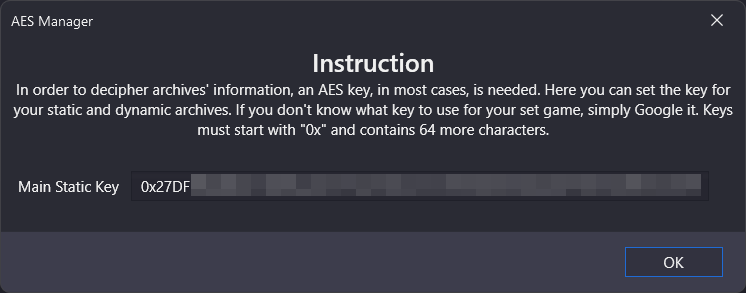 AES Manager
Instruction
In order to decipher archives' information, an AES key, in most cases, is needed. Here you can set the key for
your static and dynamic archives. If you don't know what key to use for your set game, simply Google it. Keys
must start with "0x" and contains 64 more characters.
Main Static Key 0x27DF
OK